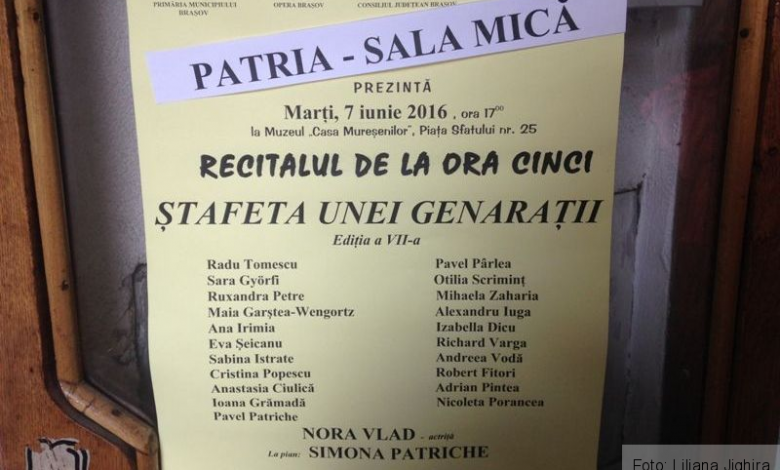 PRIMĂRIA MUNICIPIULUI BRAȘOV
OPERA BRAȘOV
CONSILIUL JUDEȚEAN BRAȘOV
PATRIA - SALA MICĂ
PREZINTĂ
Marți, 7 iunie 2016 , ora 17⁰⁰
la Muzeul „Casa Mureșenilor", Piața Sfatului nr. 25
RECITALUL DE LA ORA CINCI
ȘTAFETA UNEI GENARAȚII
Ediția a VII-a
Radu Tomescu
Sara Györfi
Ruxandra Petre
Maia Garștea-Wengortz
Ana Irimia
Eva Șeicanu
Sabina Istrate
Cristina Popescu
Anastasia Ciulică
Ioana Grămadă
Pavel Patriche
Pavel Pârlea
Otilia Scriminț
Mihaela Zaharia
Alexandru Iuga
Izabella Dicu
Richard Varga
Andreea Vodă
Robert Fitori
Adrian Pintea
Nicoleta Porancea
NORA VLAD - actriță
La pian: SIMONA PATRICHE
Foto: Liliana Jighira